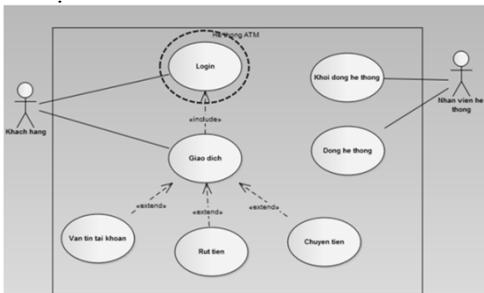 He thong ATM
Login
Khoi dong he thong
Khach hang
Nhan vien he
thong
«include»
Giao dich
Dong he thong
«extend»
«extend»
«extend»
Van tin tai khoan
Rut tien
Chuyen tien